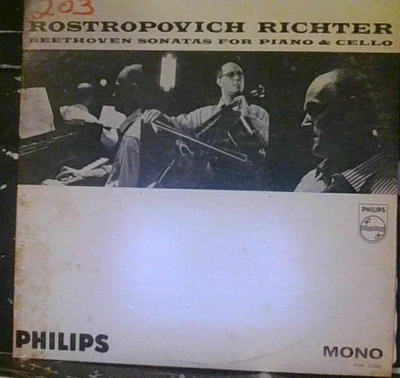 203
ROSTROPOVICH RICHTER
BEETHOVEN SONATAS FOR PIANO & CELLO
PHILIPS
PHILIPS
MONO